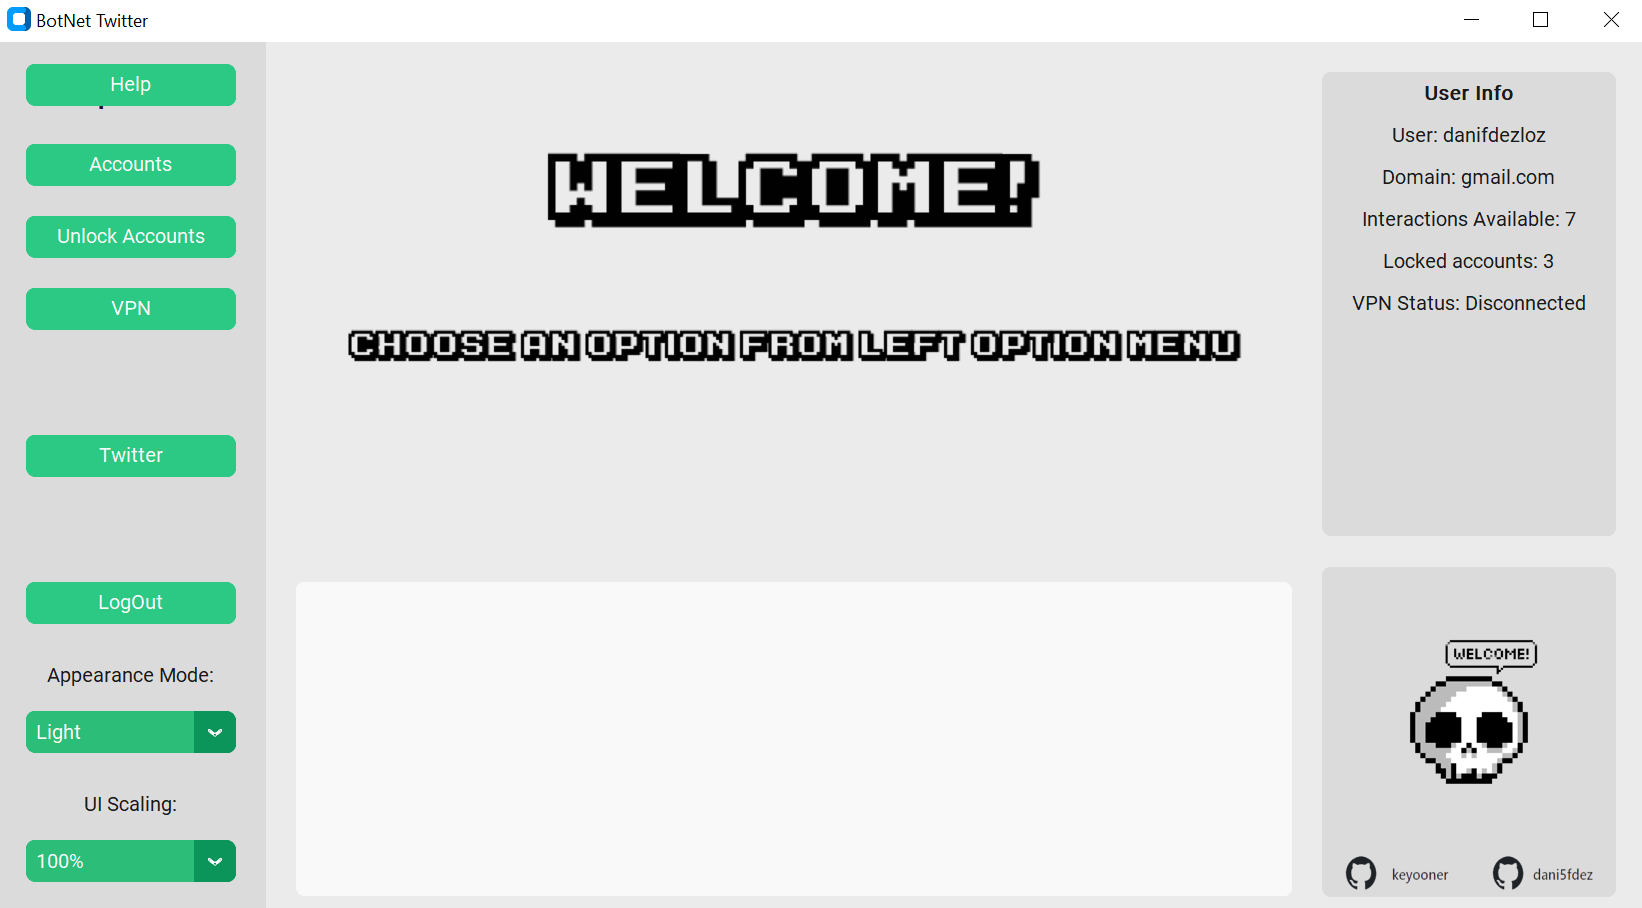 BotNet Twitter
Help
Accounts
Unlock Accounts
VPN
Twitter
LogOut
Appearance Mode:
Light
UI Scaling:
100%
WELCOME!
CHOOSE AN OPTION FROM LEFT OPTION MENU
User Info
User: danifdezloz
Domain: gmail.com
Interactions Available: 7
Locked accounts: 3
VPN Status: Disconnected
WELCOME!
keyooner
dani5fdez